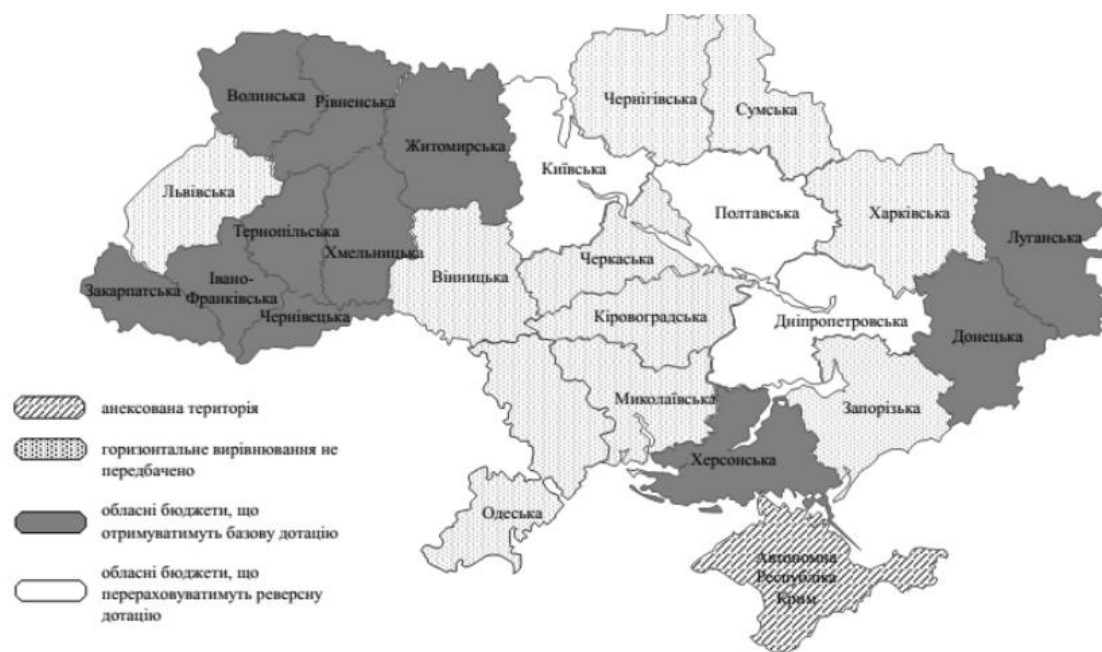 Волинська
Рівненська
Житомирська
Чернігівська
Сумська
Київська
Львівська
Полтавська
Харківська
Луганська
Тернопільська
Хмельницька
Вінницька
Черкаська
Закарпатська
Івано-
Франківська
Чернівецька
Кіровоградська
Дніпропетровська
Донецька
Миколаївська
Запорізька
Херсонська
Одеська
Автономна
Республіка
Крим
анексована територія
горизонтальне вирівнювання не
передбачено
обласні бюджети, що
отримуватимуть базову дотацію
обласні бюджети, що
перераховуватимуть реверсну
дотацію